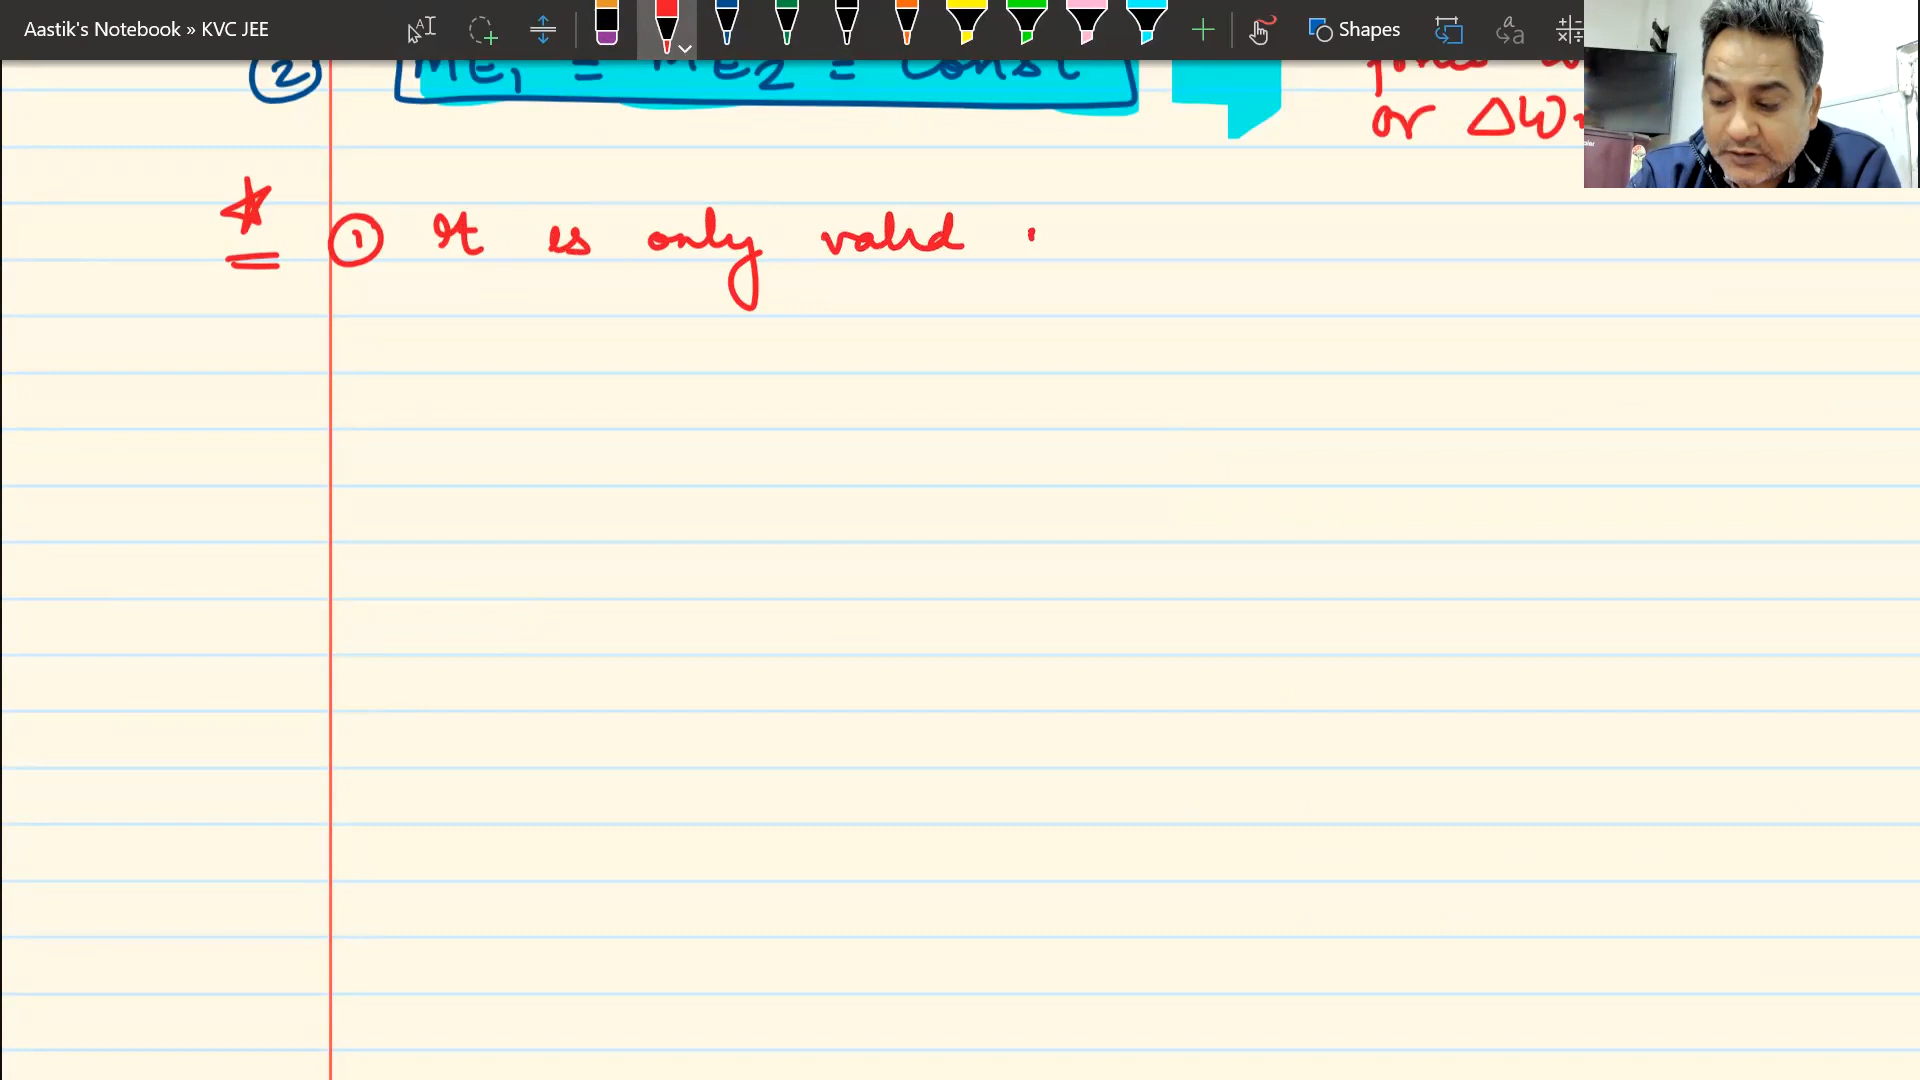 Aastik's Notebook » KVC JEE
Shapes
② ME₁ = ME₂ = Const
or ΔW
* ① It is only valid